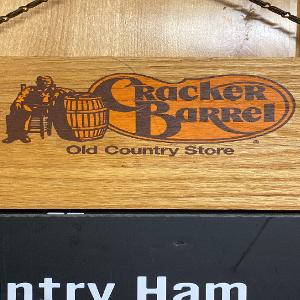 Cracker
Barrel
Old Country Store
ntry Ham